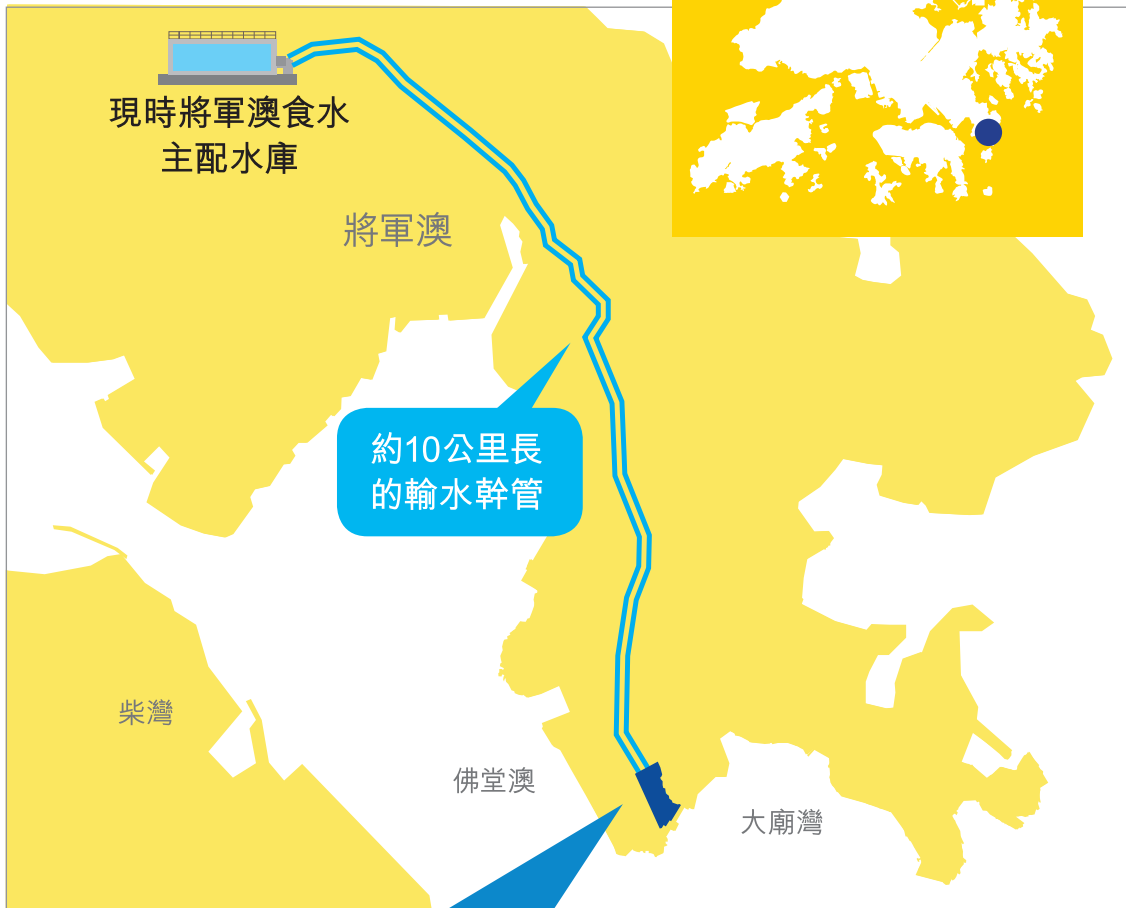 現時將軍澳食水
主配水庫
將軍澳
約10公里長
的輸水幹管
柴灣
佛堂澳
大廟灣